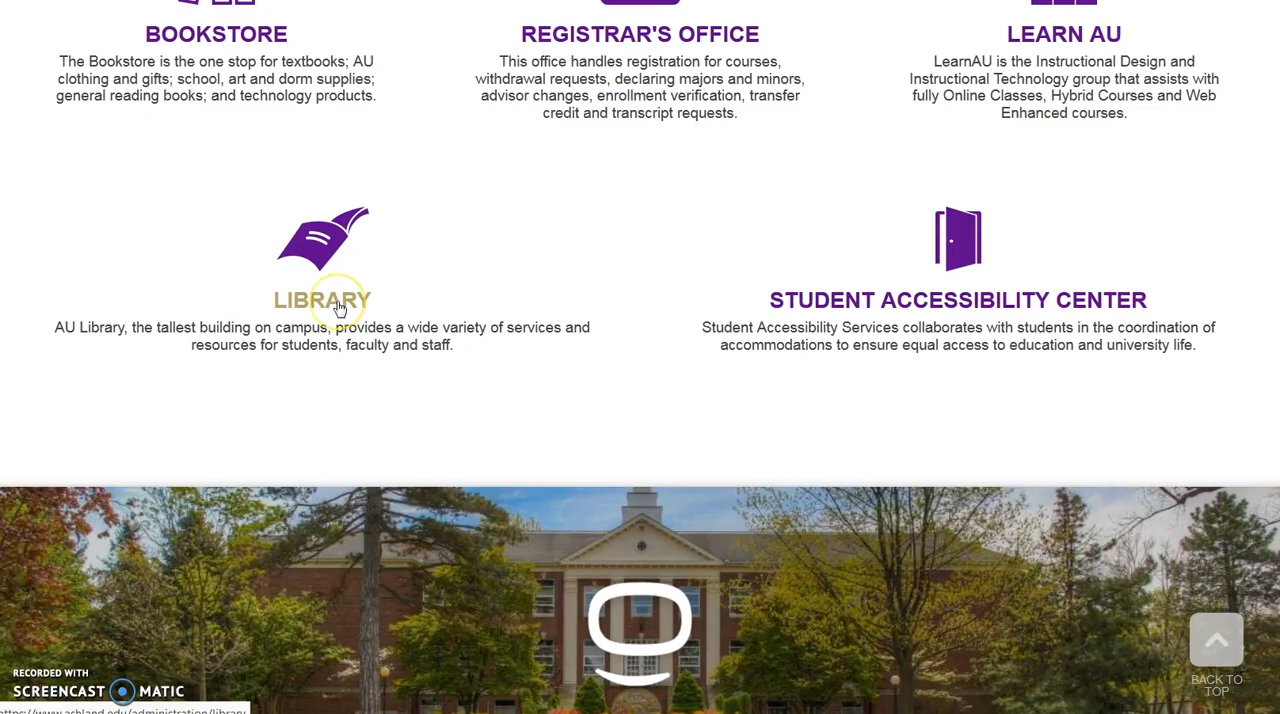 BOOKSTORE
The Bookstore is the one stop for textbooks; AU
clothing and gifts; school, art and dorm supplies;
general reading books; and technology products.
REGISTRAR'S OFFICE
This office handles registration for courses,
withdrawal requests, declaring majors and minors,
advisor changes, enrollment verification, transfer
credit and transcript requests.
LEARN AU
LearnAU is the Instructional Design and
Instructional Technology group that assists with
fully Online Classes, Hybrid Courses and Web
Enhanced courses.
LIBRARY
AU Library, the tallest building on campus, provides a wide variety of services and
resources for students, faculty and staff.
STUDENT ACCESSIBILITY CENTER
Student Accessibility Services collaborates with students in the coordination of
accommodations to ensure equal access to education and university life.
BACK TO
TOP
RECORDED WITH
SCREENCAST MATIC
https://www.ashland.edu/administration/library